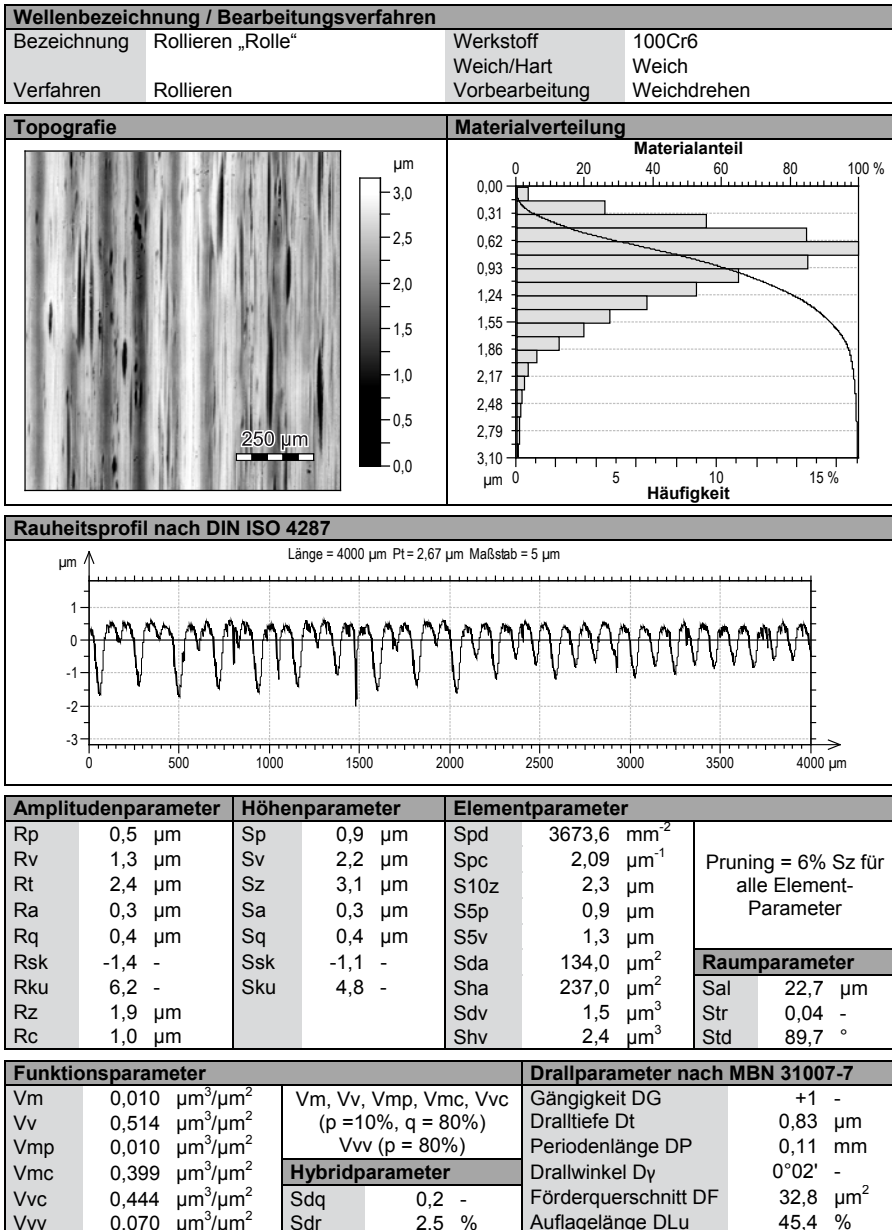 Wellenbezeichnung / Bearbeitungsverfahren
Bezeichnung Rollieren „Rolle“ Werkstoff 100Cr6
Weich/Hart Weich
Verfahren Rollieren Vorbearbeitung Weichdrehen
Topografie Materialverteilung
µm
3,0
2,5
2,0
1,5
1,0
0,5
0,0
250 µm
Materialanteil
0 20 40 60 80 100 %
0,00
0,31
0,62
0,93
1,24
1,55
1,86
2,17
2,48
2,79
3,10
µm 0 5 10 15 %
Häufigkeit
Rauheitsprofil nach DIN ISO 4287
Länge = 4000 µm Pt = 2,67 µm Maßstab = 5 µm
µm
1
0
-1
-2
-3
0 500 1000 1500 2000 2500 3000 3500 4000 µm
Amplitudenparameter Höhenparameter Elementparameter
Rp 0,5 µm Sp 0,9 µm Spd 3673,6 mm-2
Rv 1,3 µm Sv 2,2 µm Spc 2,09 µm-1
Rt 2,4 µm Sz 3,1 µm S10z 2,3 µm
Ra 0,3 µm Sa 0,3 µm S5p 0,9 µm
Rq 0,4 µm Sq 0,4 µm S5v 1,3 µm
Rsk -1,4 - Ssk -1,1 - Sda 134,0 µm2
Rku 6,2 - Sku 4,8 - Sha 237,0 µm2
Rz 1,9 µm Sdv 1,5 µm3
Rc 1,0 µm Shv 2,4 µm3
Pruning = 6% Sz für
alle Element-
Parameter
Raumparameter
Sal 22,7 µm
Str 0,04 -
Std 89,7 °
Funktionsparameter
Vm 0,010 µm3/µm2
Vv 0,514 µm3/µm2
Vmp 0,010 µm3/µm2
Vmc 0,399 µm3/µm2
Vvc 0,444 µm3/µm2
Vvv 0,070 µm3/µm2
Vm, Vv, Vmp, Vmc, Vvc
(p =10%, q = 80%)
Vvv (p = 80%)
Hybridparameter
Sdq 0,2 -
Sdr 2,5 %
Drallparameter nach MBN 31007-7
Gängigkeit DG +1 -
Dralltiefe Dt 0,83 µm
Periodenlänge DP 0,11 mm
Drallwinkel Dγ 0°02' -
Förderquerschnitt DF 32,8 µm2
Auflagelänge DLu 45,4 %